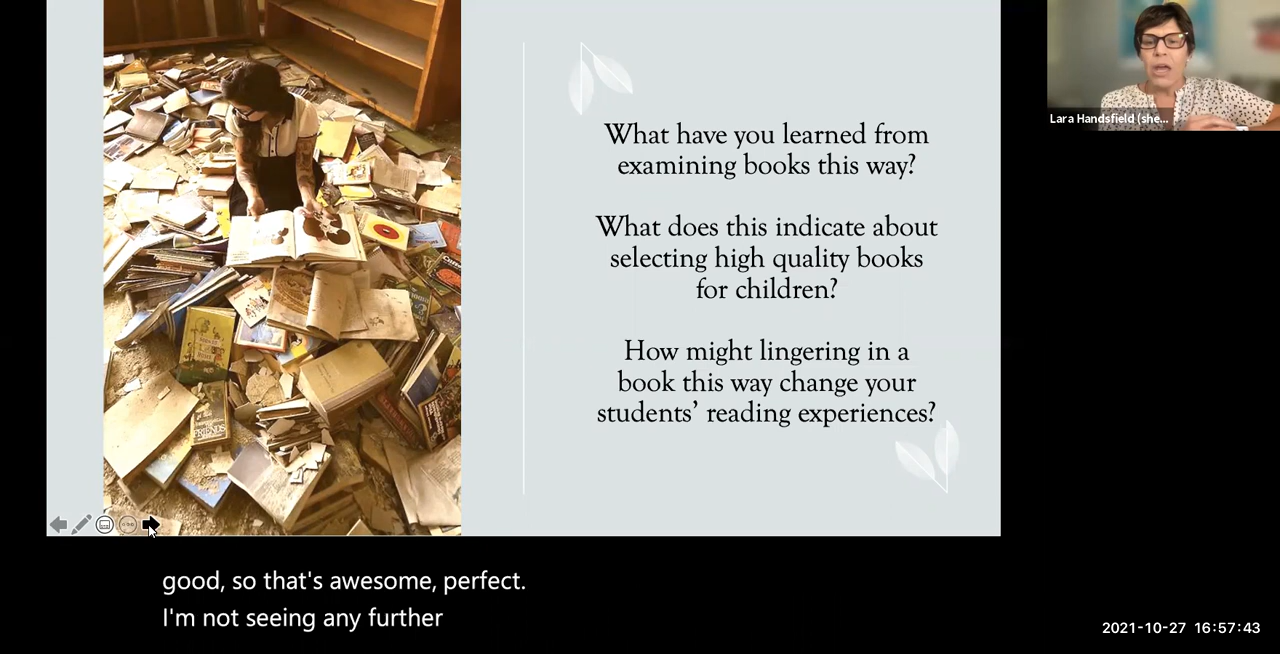 What have you learned from
examining books this way?
What does this indicate about
selecting high quality books
for children?
How might lingering in a
book this way change your
students' reading experiences?
Lara Handsfield (she...
FRIENDS
good, so that's awesome, perfect.
I'm not seeing any further
2021-10-27 16:57:43